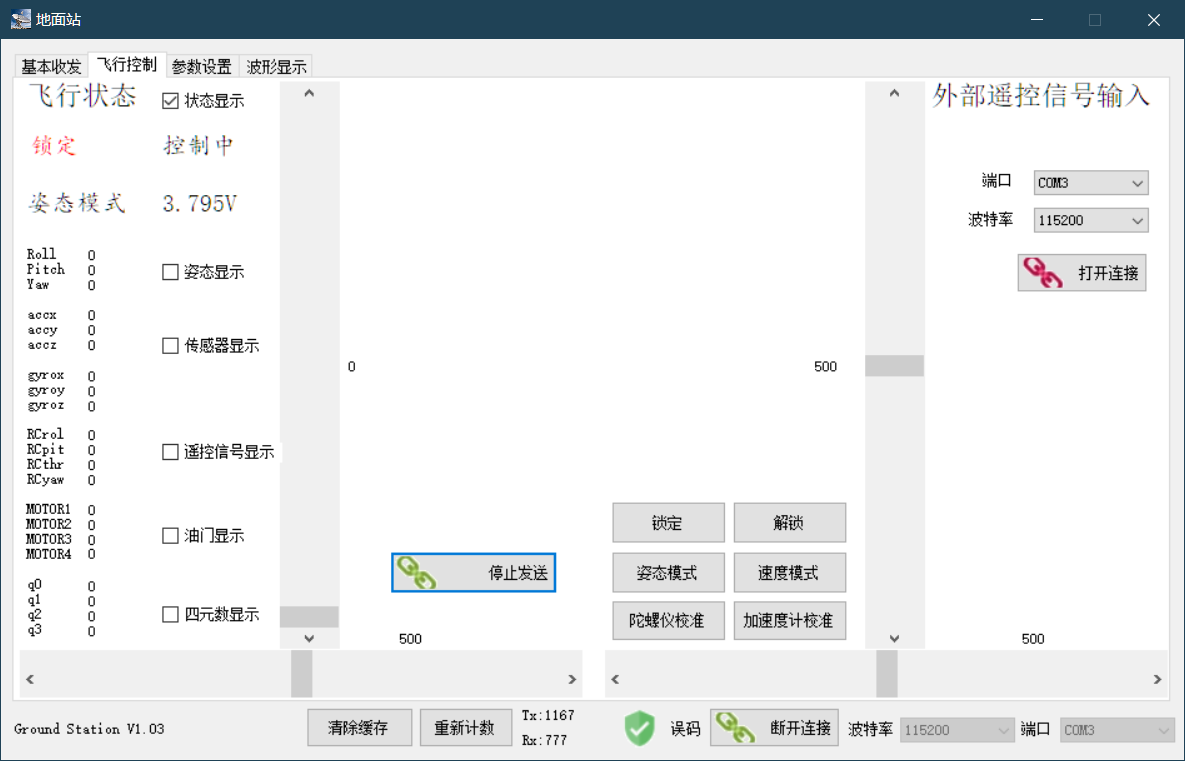 地面站
基本收发 飞行控制 参数设置 波形显示
飞行状态 状态显示 外部遥控信号输入
锁定 控制中
端口 COM3
姿态模式 3.795V
波特率 115200
打开连接
Roll 0
Pitch 0 姿态显示
Yaw 0
accx 0
accy 0
accz 0 传感器显示
0 500
gyrox 0
gyroy 0
gyroz 0
RCrol 0
RCpit 0 遥控信号显示
RCthr 0
RCyaw 0
MOTOR1 0
MOTOR2 0
MOTOR3 0 油门显示
MOTOR4 0
锁定 解锁
停止发送 姿态模式 速度模式
q0 0
q1 0
q2 0 四元数显示
q3 0
陀螺仪校准 加速度计校准
500 500
Ground Station V1.03 清除缓存 重新计数 Tx:1167
Rx:777
误码 断开连接 波特率 115200 端口 COM3